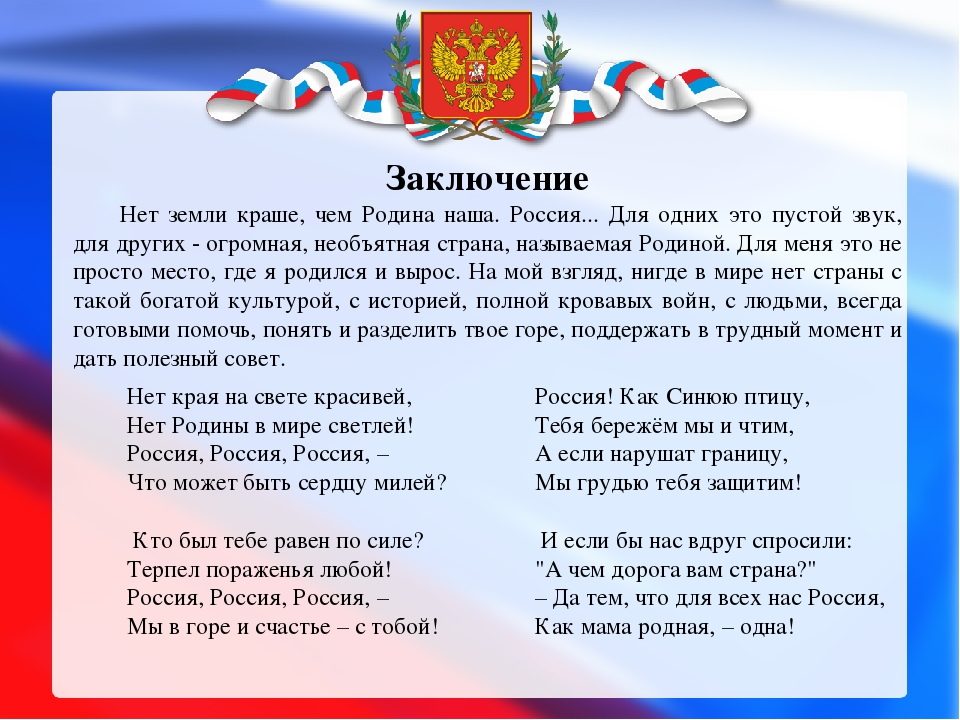 Заключение
Нет земли краше, чем Родина наша. Россия... Для одних это пустой звук,
для других - огромная, необъятная страна, называемая Родиной. Для меня это не
просто место, где я родился и вырос. На мой взгляд, нигде в мире нет страны с
такой богатой культурой, с историей, полной кровавых войн, с людьми, всегда
готовыми помочь, понять и разделить твое горе, поддержать в трудный момент и
дать полезный совет.
Нет края на свете красивей,
Нет Родины в мире светлей!
Россия, Россия, Россия, –
Что может быть сердцу милей?
Кто был тебе равен по силе?
Терпел пораженья любой!
Россия, Россия, Россия, –
Мы в горе и счастье – с тобой!
Россия! Как Синюю птицу,
Тебя бережём мы и чтим,
А если нарушат границу,
Мы грудью тебя защитим!
И если бы нас вдруг спросили:
"А чем дорога вам страна?"
– Да тем, что для всех нас Россия,
Как мама родная, – одна!